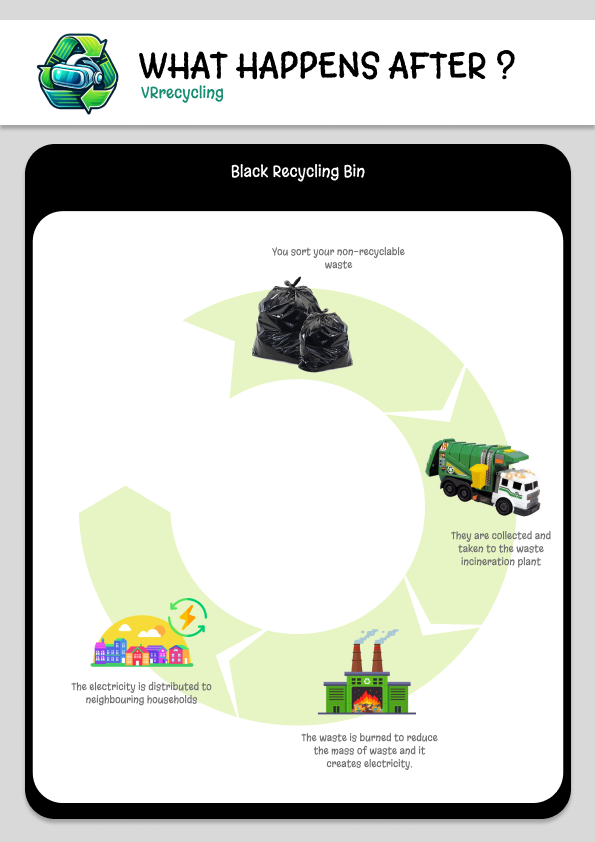 WHAT HAPPENS AFTER ?
VRrecycling
Black Recycling Bin
You sort your non-recyclable
waste
They are collected and
taken to the waste
incineration plant
The waste is burned to reduce
the mass of waste and it
creates electricity.
The electricity is distributed to
neighbouring households